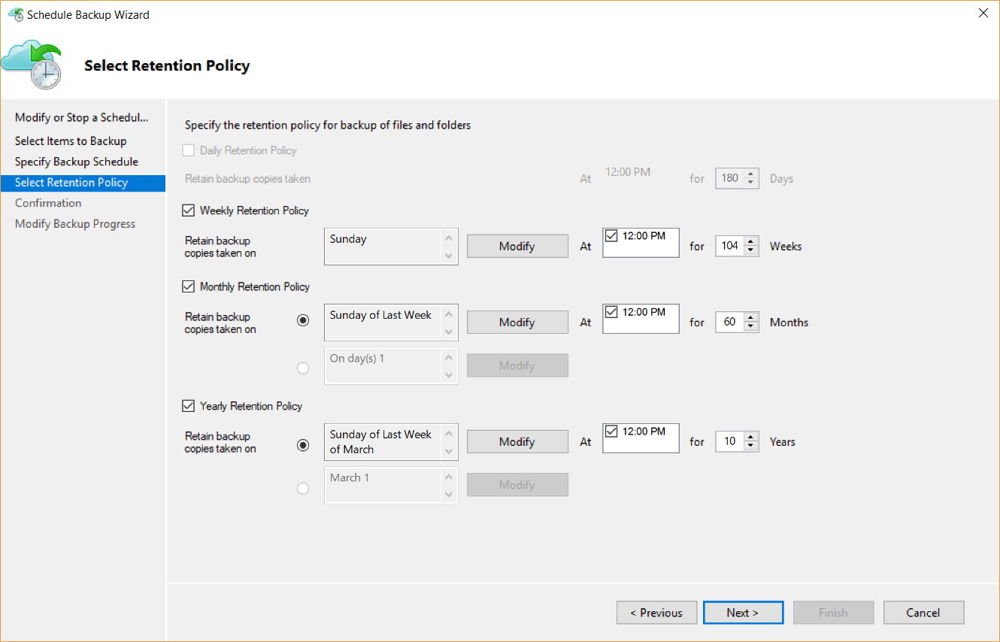 Schedule Backup Wizard
Select Retention Policy
Modify or Stop a Schedul...
Select Items to Backup
Specify Backup Schedule
Select Retention Policy
Confirmation
Modify Backup Progress
Specify the retention policy for backup of files and folders
Daily Retention Policy
Retain backup copies taken At 12:00 PM for 180 Days
Weekly Retention Policy
Retain backup
copies taken on
Sunday
Modify At 12:00 PM for 104 Weeks
Monthly Retention Policy
Retain backup
copies taken on
Sunday of Last Week
Modify At 12:00 PM for 60 Months
On day(s) 1
Modify
Yearly Retention Policy
Retain backup
copies taken on
Sunday of Last Week
of March
Modify At 12:00 PM for 10 Years
March 1
Modify
< Previous Next > Finish Cancel